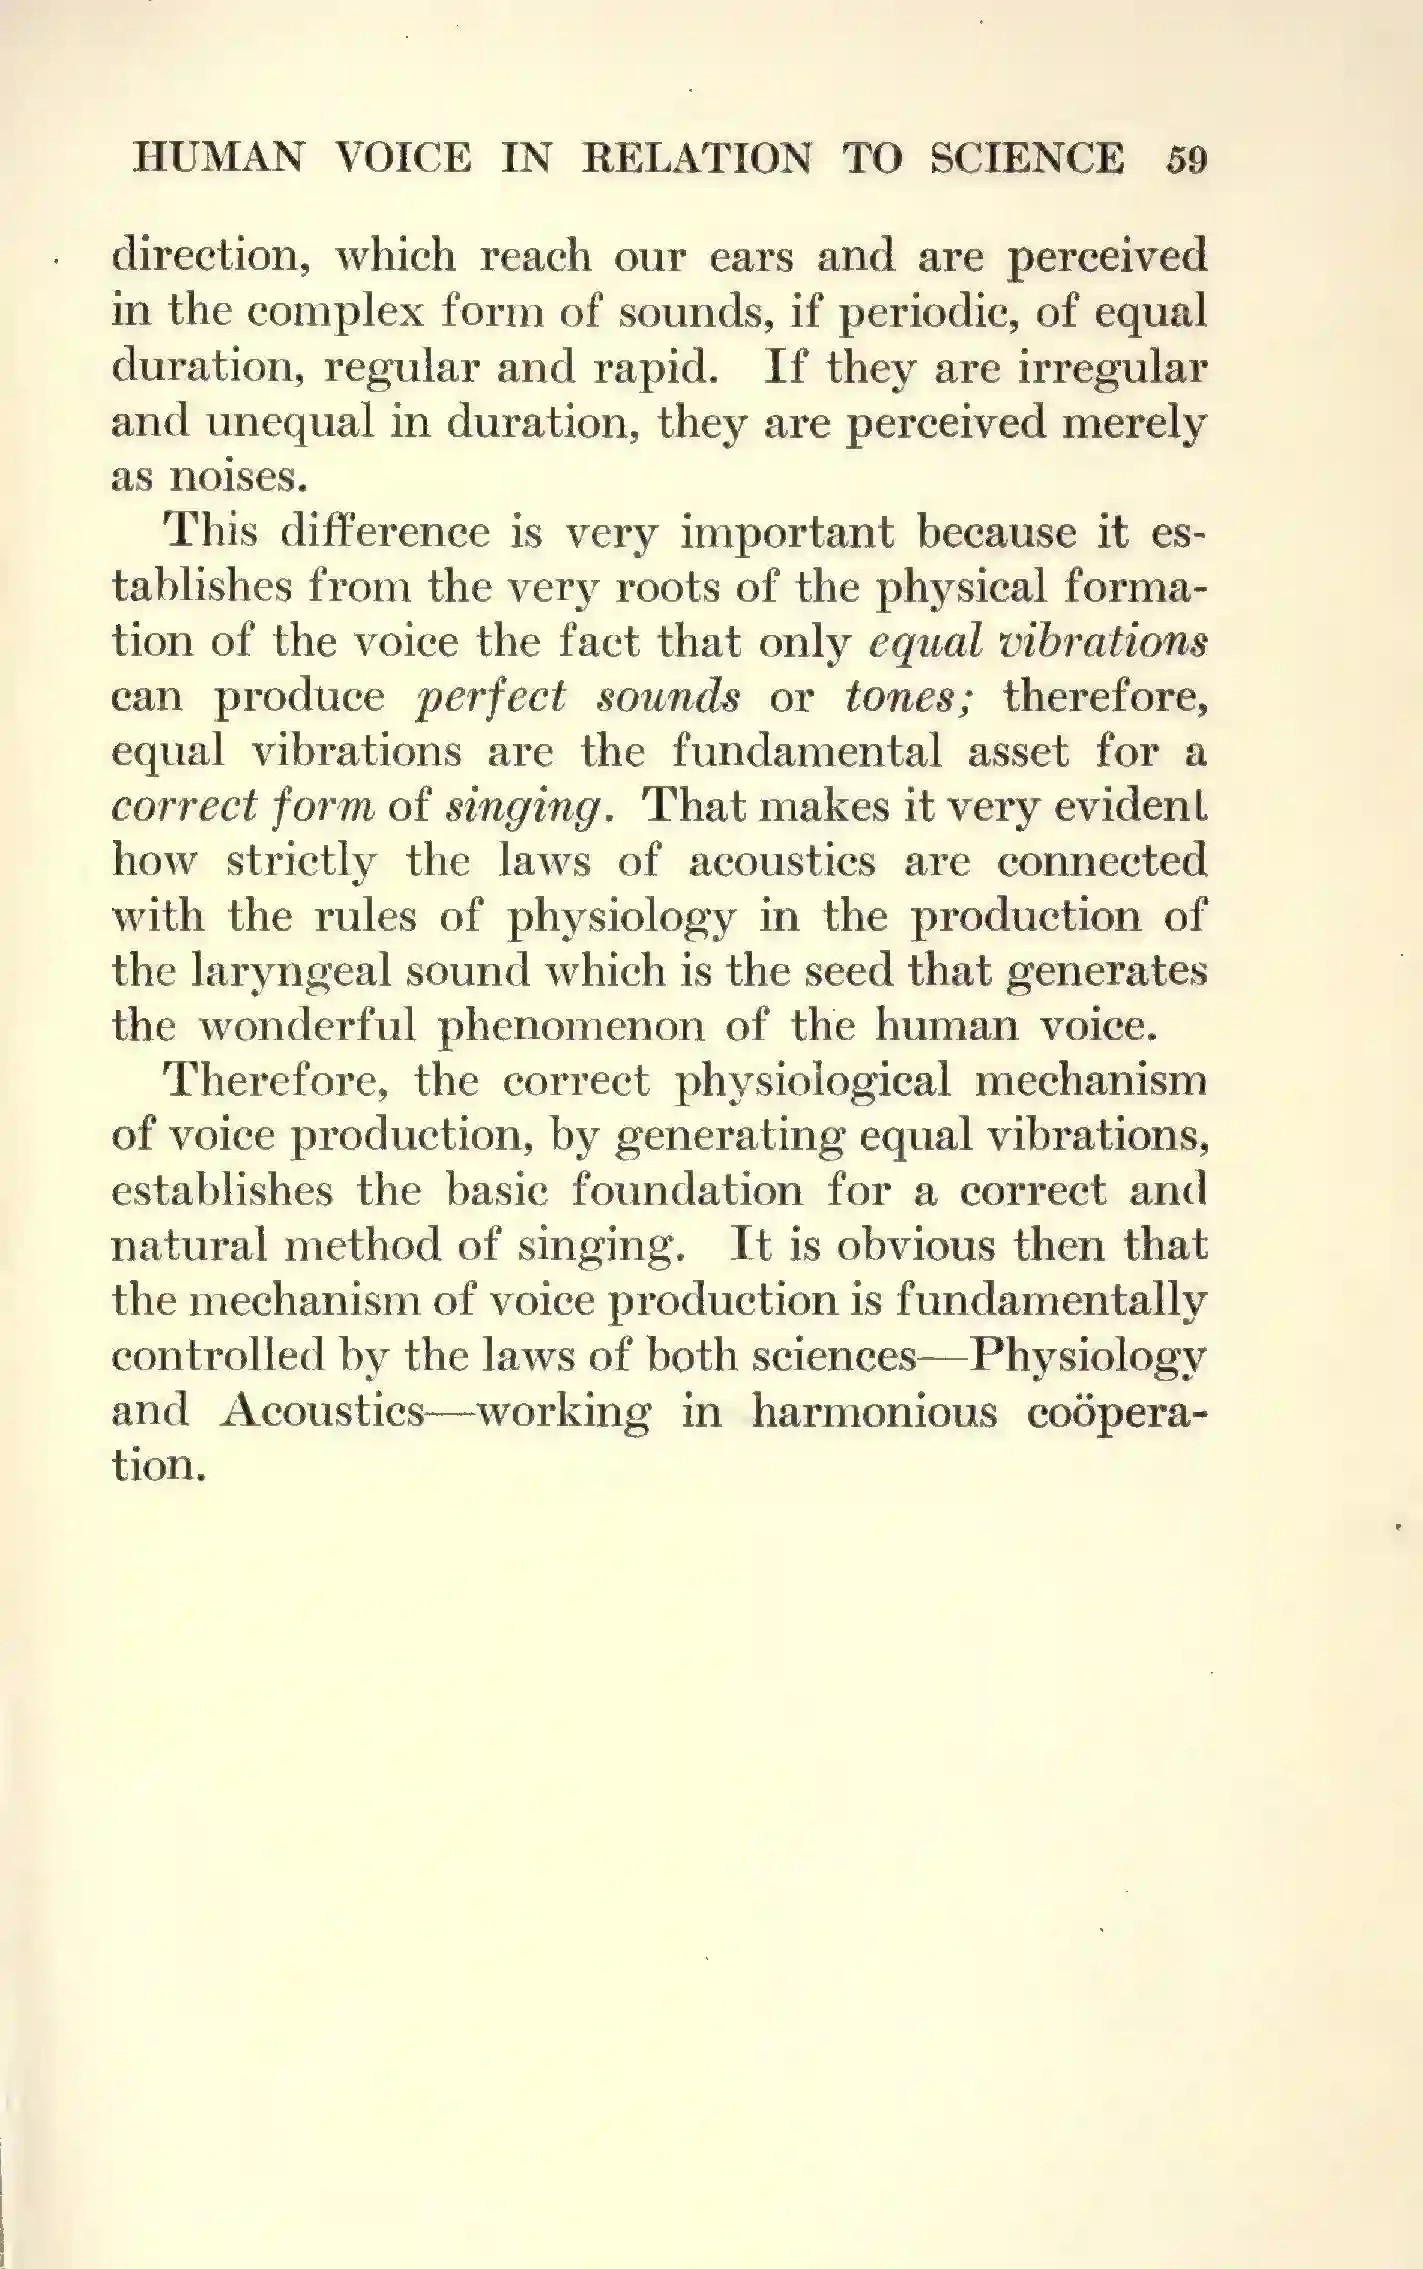 HUMAN VOICE IN RELATION TO SCIENCE 59
direction, which reach our ears and are perceived
in the complex form of sounds, if periodic, of equal
duration, regular and rapid. If they are irregular
and unequal in duration, they are perceived merely
as noises.
This difference is very important because it es-
tablishes from the very roots of the physical forma-
tion of the voice the fact that only equal vibrations
can produce perfect sounds or tones; therefore,
equal vibrations are the fundamental asset for a
correct form of singing. That makes it very evident
how strictly the laws of acoustics are connected
with the rules of physiology in the production of
the laryngeal sound which is the seed that generates
the wonderful phenomenon of the human voice.
Therefore, the correct physiological mechanism
of voice production, by generating equal vibrations,
establishes the basic foundation for a correct and
natural method of singing. It is obvious then that
the mechanism of voice production is fundamentally
controlled by the laws of both sciences—Physiology
and Acoustics—working in harmonious coöpera-
tion.